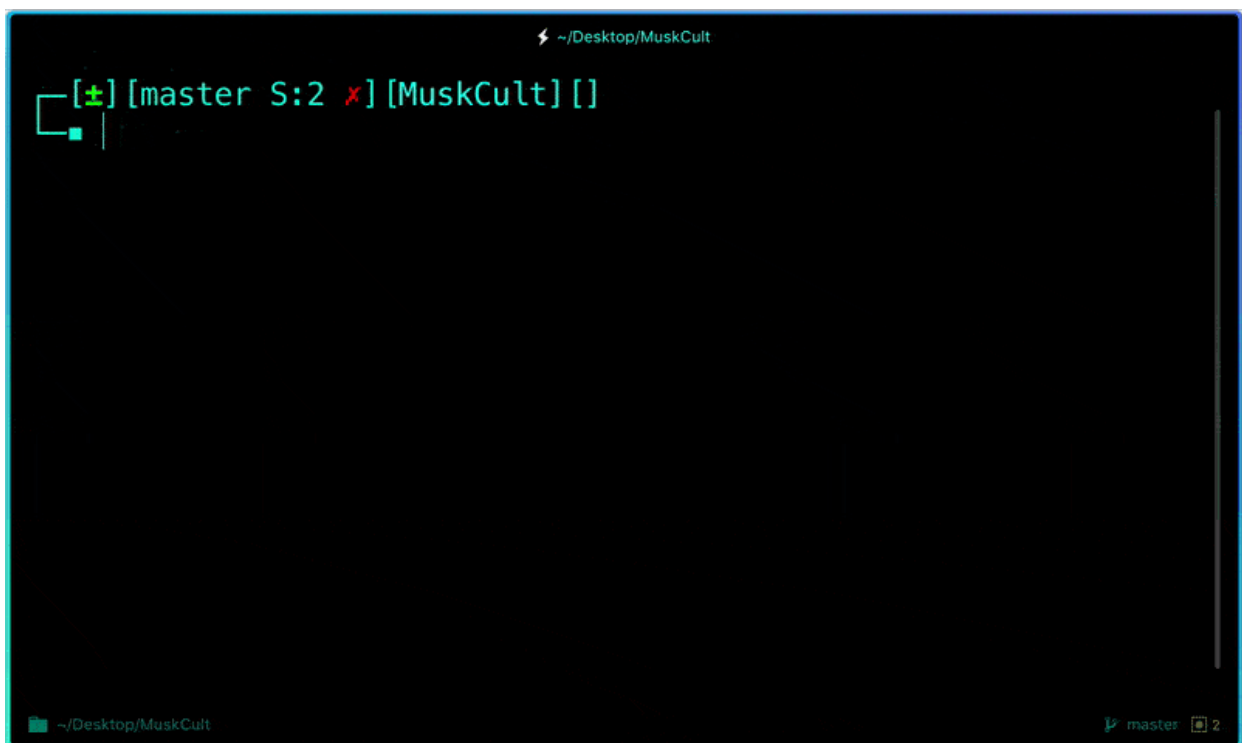 ~/Desktop/MuskCult
[±][master S:2 ✗][MuskCult][]
~/Desktop/MuskCult
master 2